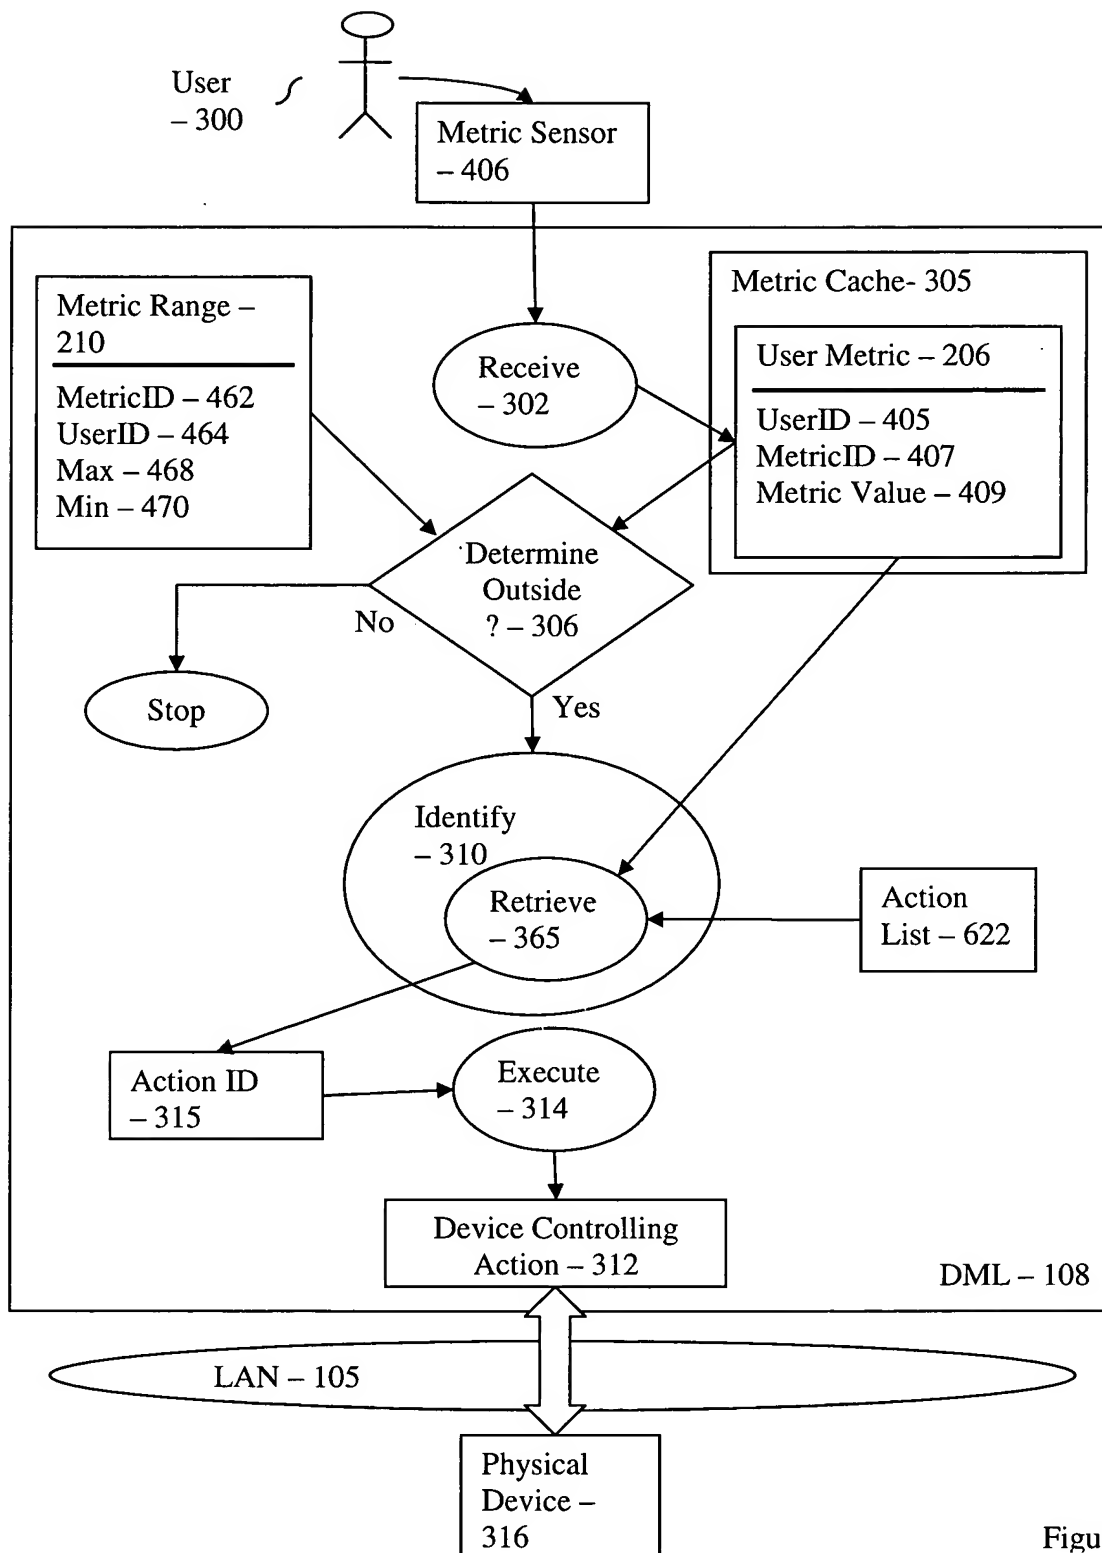 User
– 300
Metric Sensor
– 406
Metric Range –
210
MetricID – 462
UserID – 464
Max – 468
Min – 470
Receive
– 302
Metric Cache- 305
User Metric – 206
UserID – 405
MetricID – 407
Metric Value – 409
Determine
Outside
? – 306
No
Yes
Stop
Identify
– 310
Retrieve
– 365
Action
List – 622
Action ID
– 315
Execute
– 314
Device Controlling
Action – 312
DML – 108
LAN – 105
Physical
Device –
316
Figu